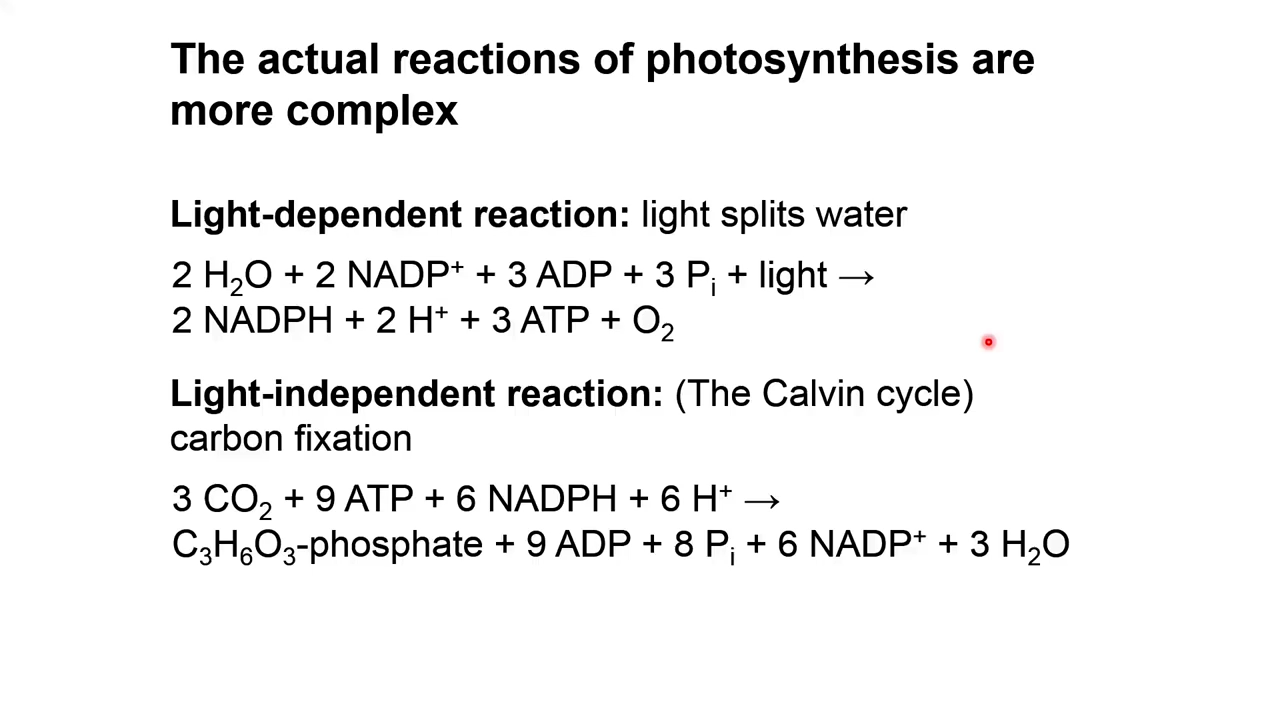 The actual reactions of photosynthesis are
more complex
Light-dependent reaction: light splits water
2 H₂O + 2 NADP⁺ + 3 ADP + 3 Pᵢ + light →
2 NADPH + 2 H⁺ + 3 ATP + O₂
Light-independent reaction: (The Calvin cycle)
carbon fixation
3 CO₂ + 9 ATP + 6 NADPH + 6 H⁺ →
C₃H₆O₃-phosphate + 9 ADP + 8 Pᵢ + 6 NADP⁺ + 3 H₂O